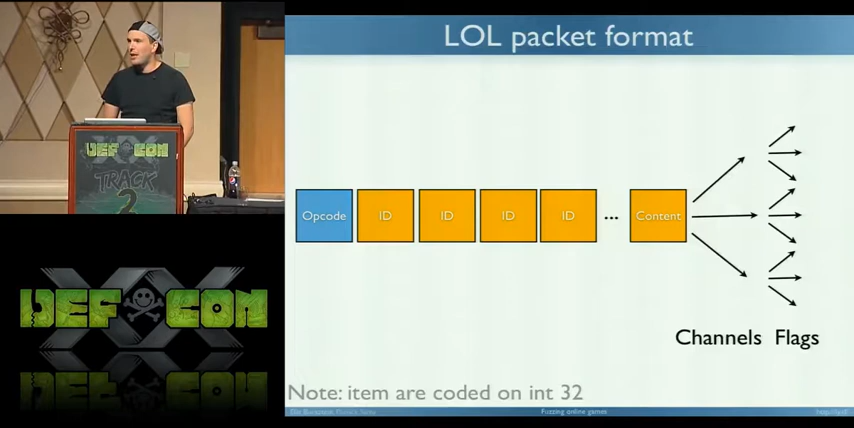 LOL packet format
DEF CON
TRACK
2
Opcode
ID
ID
ID
ID
...
Content
Channels Flags
XX
DEF CON
Note: item are coded on int 32
Fuzzing online games